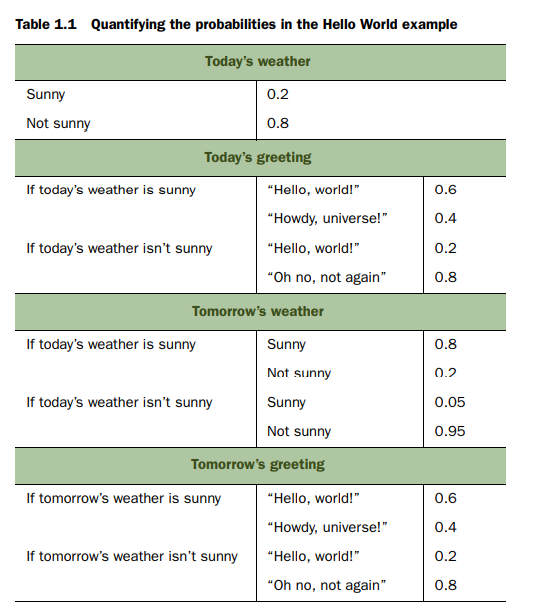 Table 1.1 Quantifying the probabilities in the Hello World example
Today’s weather
Sunny 0.2
Not sunny 0.8
Today’s greeting
If today’s weather is sunny “Hello, world!” 0.6
“Howdy, universe!” 0.4
If today’s weather isn’t sunny “Hello, world!” 0.2
“Oh no, not again” 0.8
Tomorrow’s weather
If today’s weather is sunny Sunny 0.8
Not sunny 0.2
If today’s weather isn’t sunny Sunny 0.05
Not sunny 0.95
Tomorrow’s greeting
If tomorrow’s weather is sunny “Hello, world!” 0.6
“Howdy, universe!” 0.4
If tomorrow’s weather isn’t sunny “Hello, world!” 0.2
“Oh no, not again” 0.8